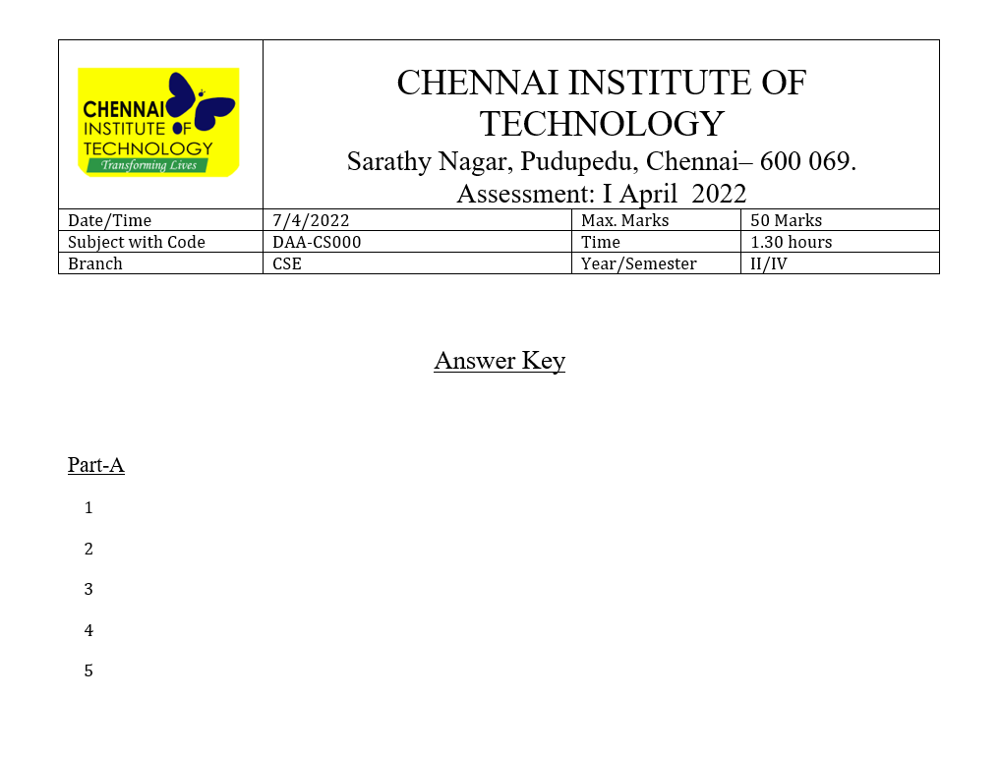 CHENNAI
INSTITUTE OF
TECHNOLOGY
Transforming Lives
CHENNAI INSTITUTE OF
TECHNOLOGY
Sarathy Nagar, Pudupedu, Chennai– 600 069.
Assessment: I April 2022
Date/Time 7/4/2022 Max. Marks 50 Marks
Subject with Code DAA-CS000 Time 1.30 hours
Branch CSE Year/Semester II/IV
Answer Key
Part-A
1
2
3
4
5